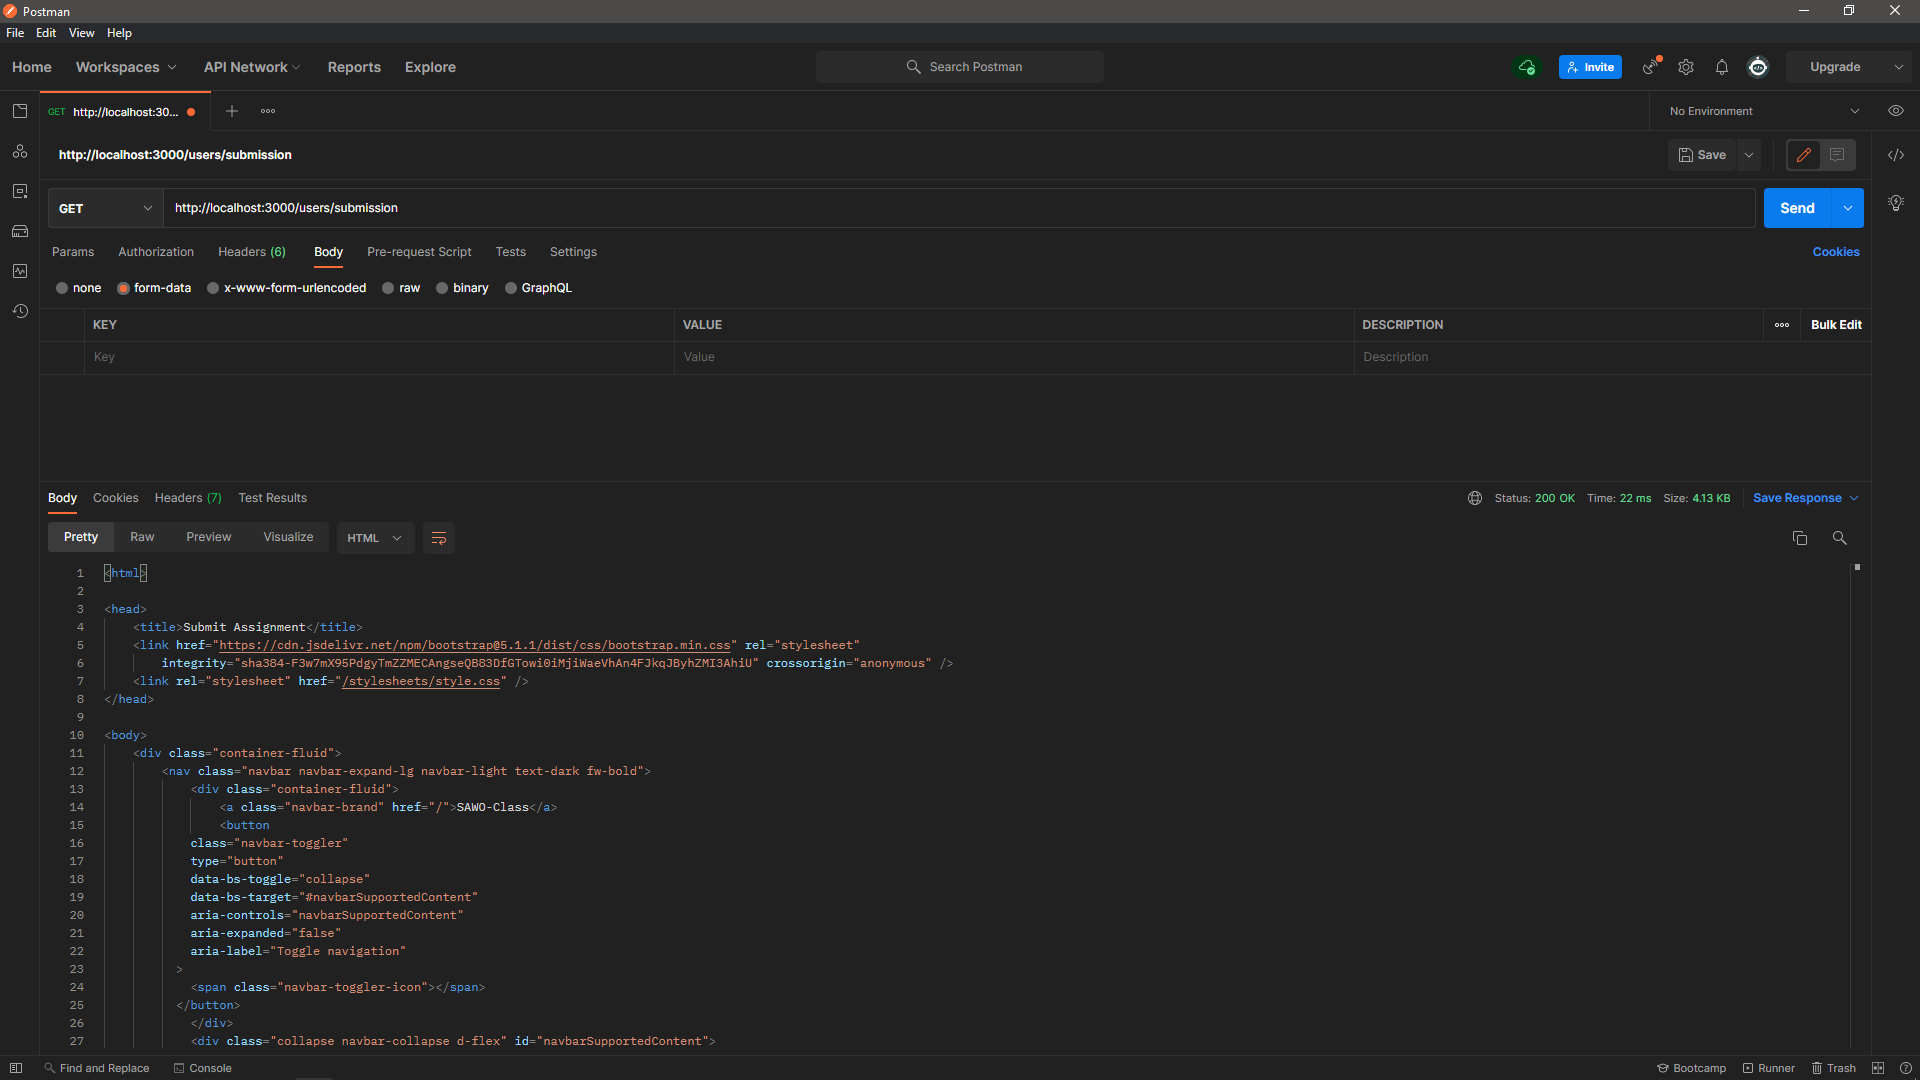 Postman
File Edit View Help
Home Workspaces API Network Reports Explore Search Postman Invite Upgrade
GET http://localhost:30... No Environment
http://localhost:3000/users/submission Save
GET http://localhost:3000/users/submission Send
Params Authorization Headers (6) Body Pre-request Script Tests Settings Cookies
none form-data x-www-form-urlencoded raw binary GraphQL
KEY VALUE DESCRIPTION Bulk Edit
Key Value Description
Body Cookies Headers (7) Test Results Status: 200 OK Time: 22 ms Size: 4.13 KB Save Response
Pretty Raw Preview Visualize HTML
1 <html>
2
3 <head>
4 <title>Submit Assignment</title>
5 <link href="https://cdn.jsdelivr.net/npm/bootstrap@5.1.1/dist/css/bootstrap.min.css" rel="stylesheet"
6 integrity="sha384-F3w7mX95PdgyTmZZMECAngseQB83DfGTowi0iMjiWaeVhAn4FJkqJByhZMI3AhiU" crossorigin="anonymous" />
7 <link rel="stylesheet" href="/stylesheets/style.css" />
8 </head>
9
10 <body>
11 <div class="container-fluid">
12 <nav class="navbar navbar-expand-lg navbar-light text-dark fw-bold">
13 <div class="container-fluid">
14 <a class="navbar-brand" href="/">SAWO-Class</a>
15 <button
16 class="navbar-toggler"
17 type="button"
18 data-bs-toggle="collapse"
19 data-bs-target="#navbarSupportedContent"
20 aria-controls="navbarSupportedContent"
21 aria-expanded="false"
22 aria-label="Toggle navigation"
23 >
24 <span class="navbar-toggler-icon"></span>
25 </button>
26 </div>
27 <div class="collapse navbar-collapse d-flex" id="navbarSupportedContent">
Find and Replace Console Bootcamp Runner Trash